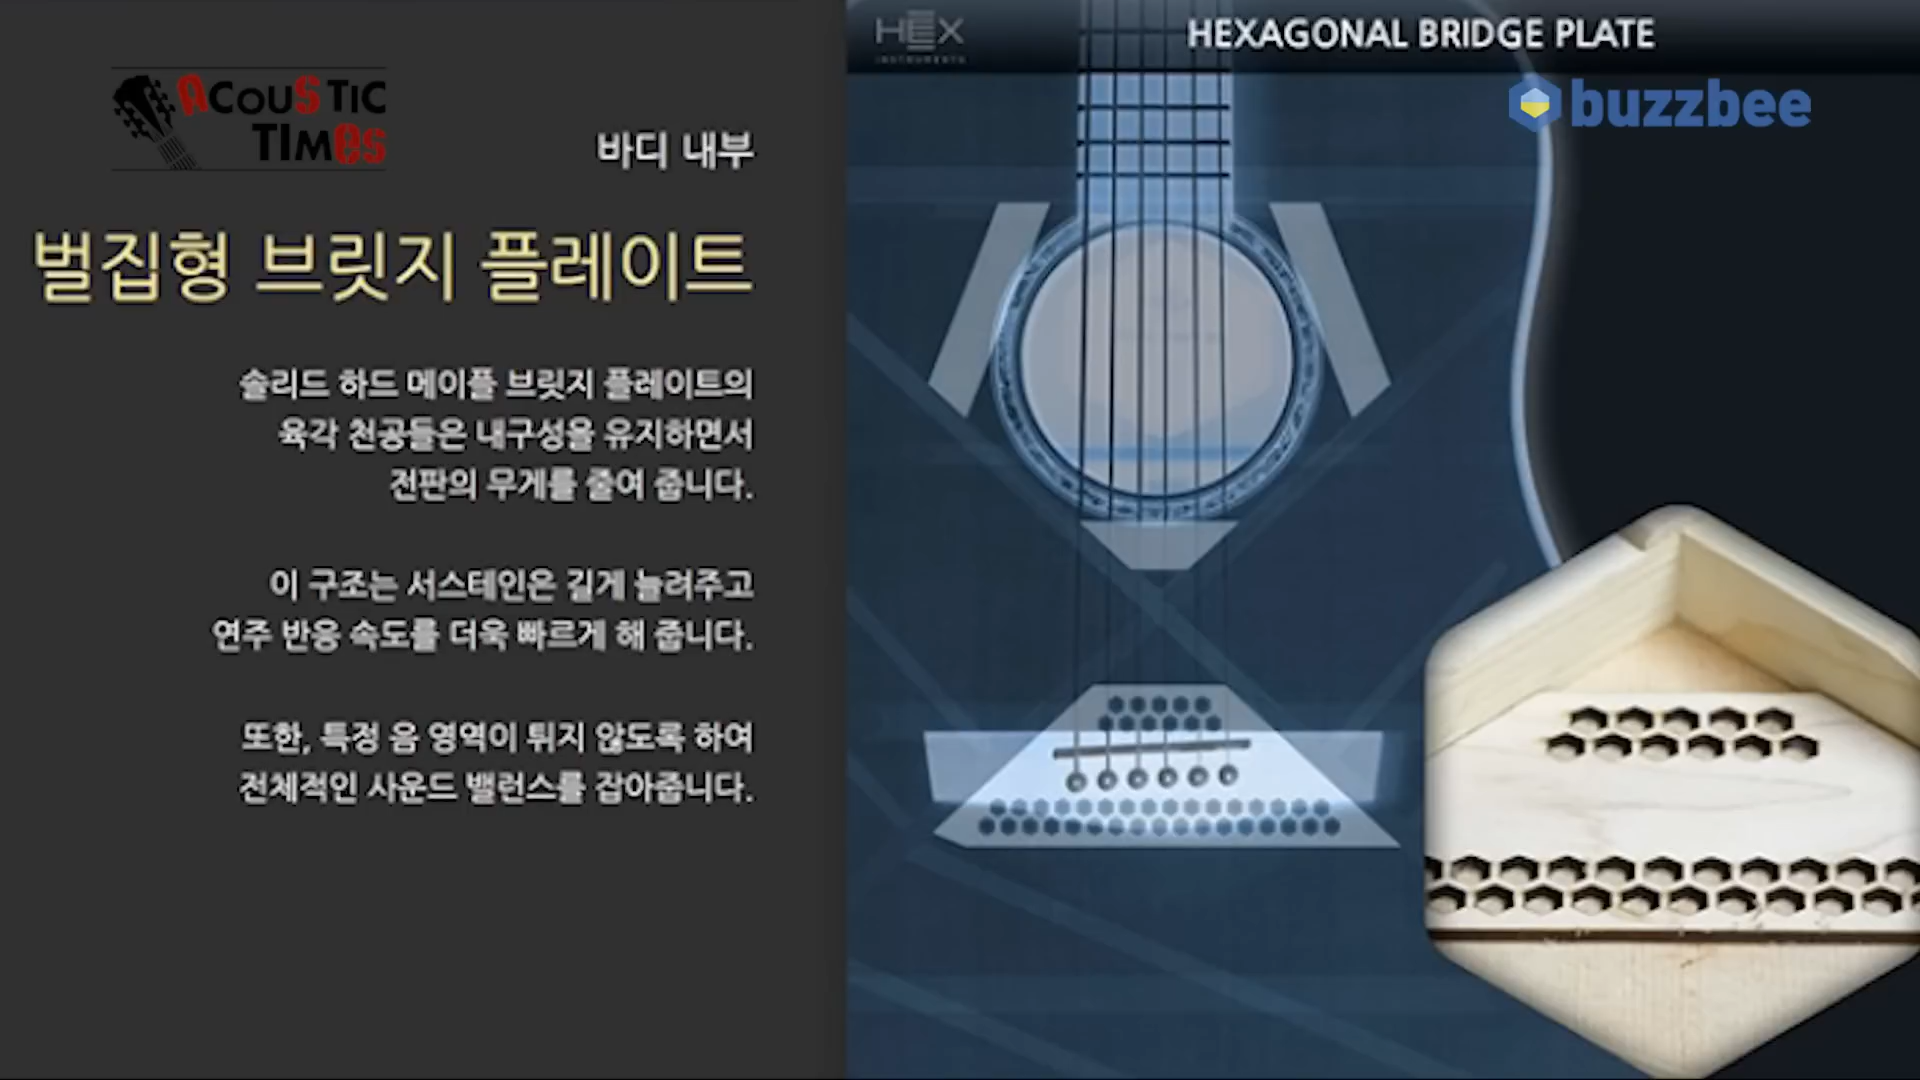 ACOUSTIC
TIMES
바디 내부
벌집형 브릿지 플레이트
솔리드 하드 메이플 브릿지 플레이트의
육각 천공들은 내구성을 유지하면서
전판의 무게를 줄여 줍니다.
이 구조는 서스테인은 길게 늘려주고
연주 반응 속도를 더욱 빠르게 해 줍니다.
또한, 특정 음 영역이 튀지 않도록 하여
전체적인 사운드 밸런스를 잡아줍니다.
HEX
INSTRUMENTS
HEXAGONAL BRIDGE PLATE
buzzbee